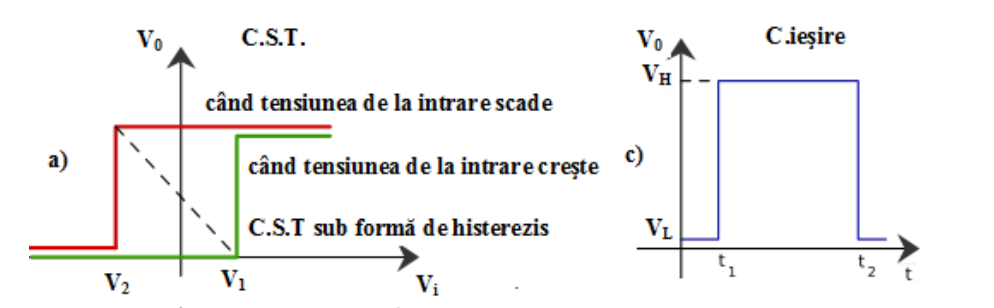 V0 C.S.T.
când tensiunea de la intrare scade
a)
când tensiunea de la intrare crește
C.S.T sub formă de histerezis
V2 V1 Vi
V0 C.ieşire
VH
c)
VL
t1 t2 t